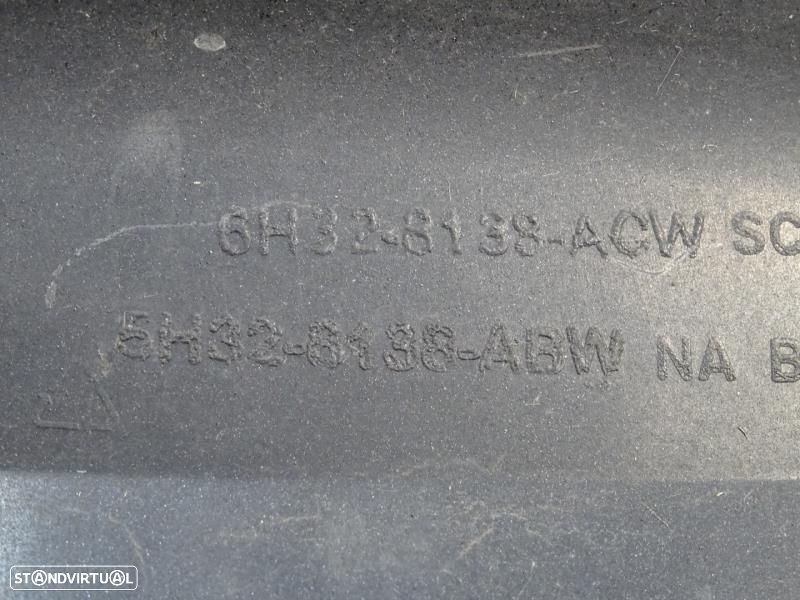 6H32-8138-ACW SC
5H32-8138-ABW NA B
STANDVIRTUAL